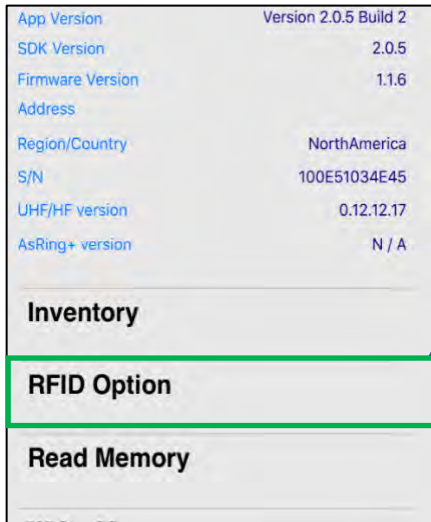 App Version Version 2.0.5 Build 2
SDK Version 2.0.5
Firmware Version 1.1.6
Address
Region/Country NorthAmerica
S/N 100E51034E45
UHF/HF version 0.12.12.17
AsRing+ version N / A
Inventory
RFID Option
Read Memory